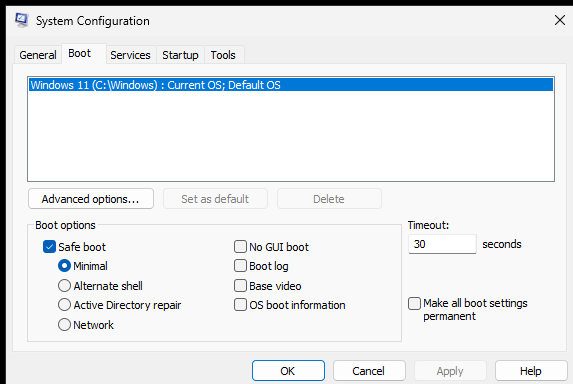 System Configuration
General Boot Services Startup Tools
Windows 11 (C:\Windows) : Current OS; Default OS
Advanced options... Set as default Delete
Boot options
Safe boot
Minimal
Alternate shell
Active Directory repair
Network
No GUI boot
Boot log
Base video
OS boot information
Timeout:
30 seconds
Make all boot settings
permanent
OK Cancel Apply Help